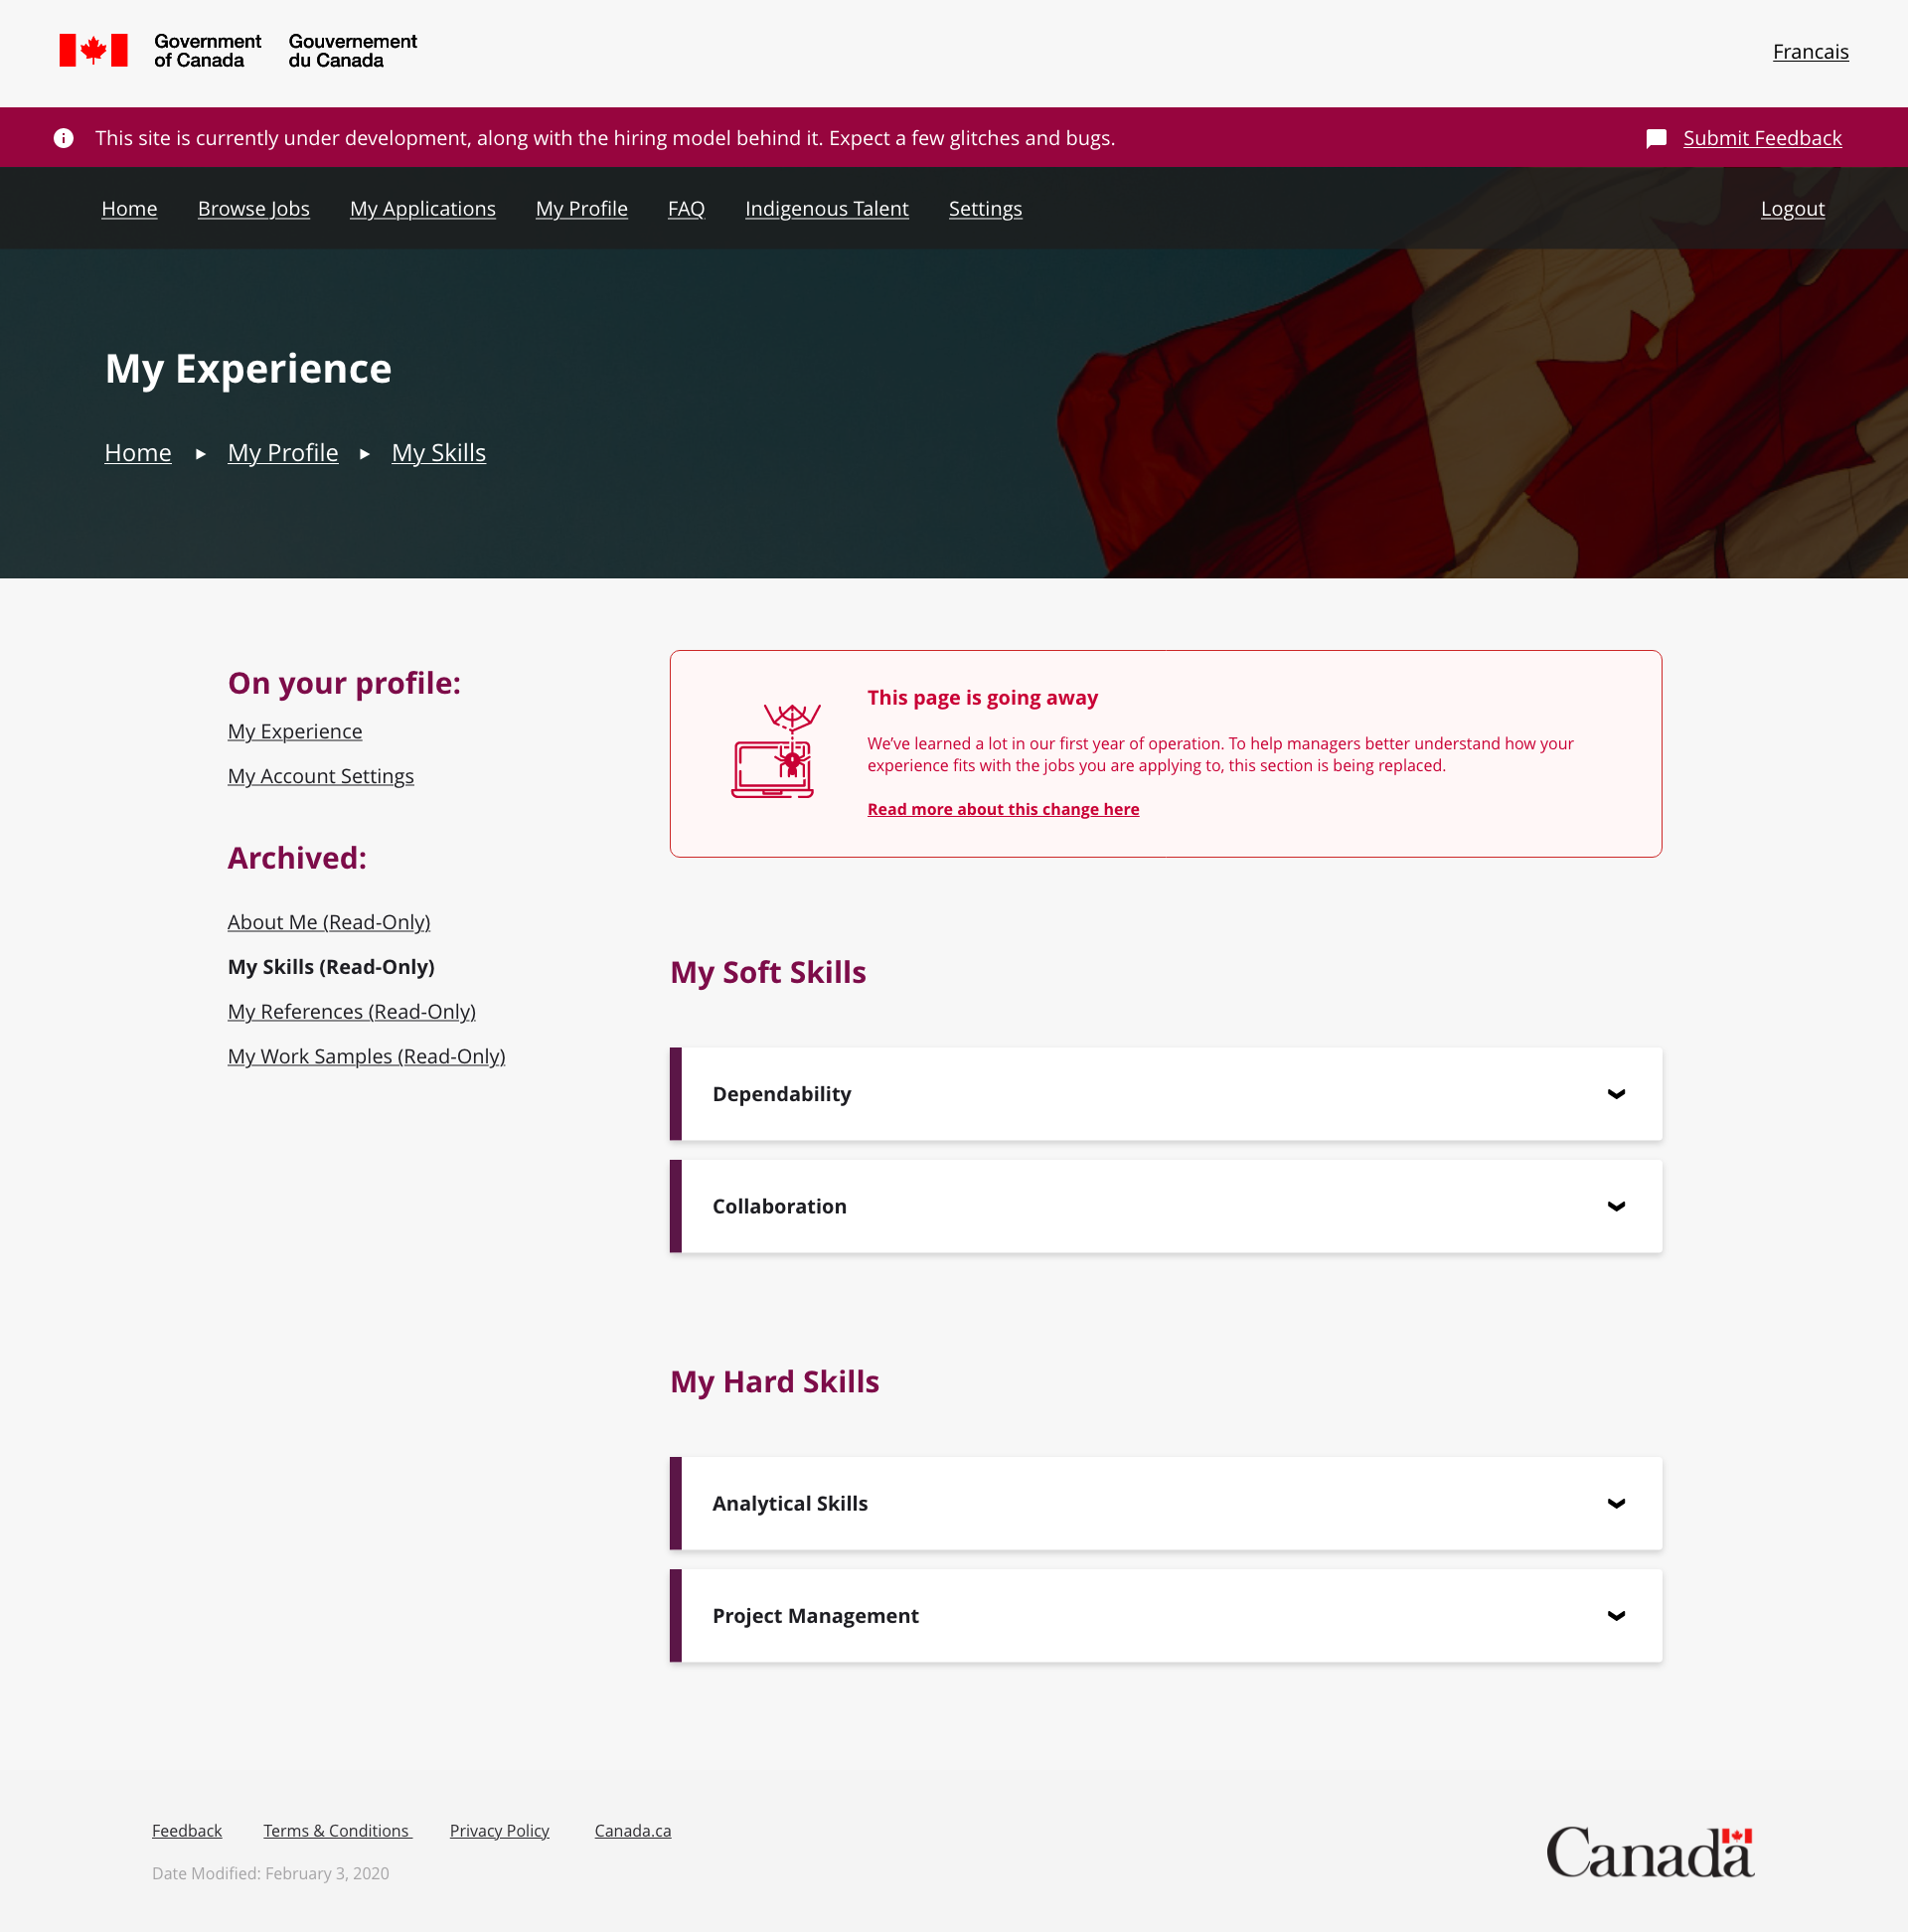 Government
of Canada
Gouvernement
du Canada
Francais
This site is currently under development, along with the hiring model behind it. Expect a few glitches and bugs.
Submit Feedback
Home
Browse Jobs
My Applications
My Profile
FAQ
Indigenous Talent
Settings
Logout
My Experience
Home
My Profile
My Skills
On your profile:
My Experience
My Account Settings
Archived:
About Me (Read-Only)
My Skills (Read-Only)
My References (Read-Only)
My Work Samples (Read-Only)
This page is going away
We’ve learned a lot in our first year of operation. To help managers better understand how your
experience fits with the jobs you are applying to, this section is being replaced.
Read more about this change here
My Soft Skills
Dependability
Collaboration
My Hard Skills
Analytical Skills
Project Management
Feedback
Terms & Conditions
Privacy Policy
Canada.ca
Date Modified: February 3, 2020
Canada